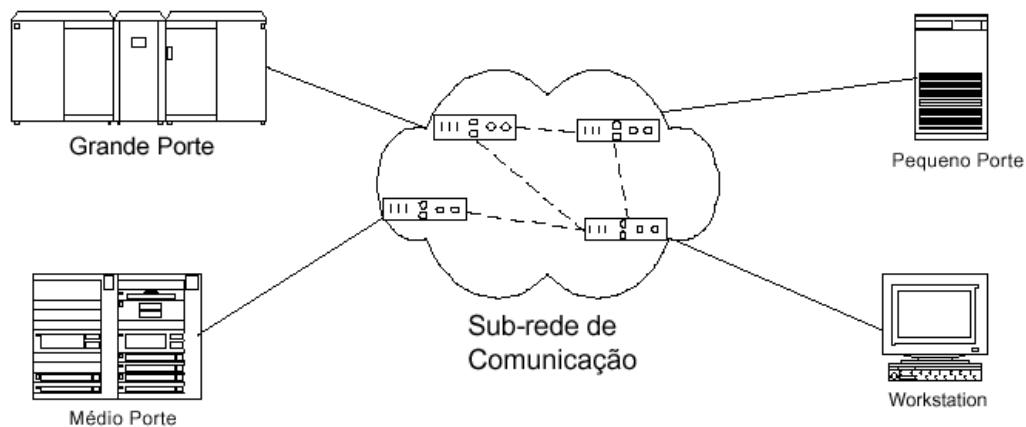 Grande Porte
Pequeno Porte
Sub-rede de
Comunicação
Médio Porte
Workstation